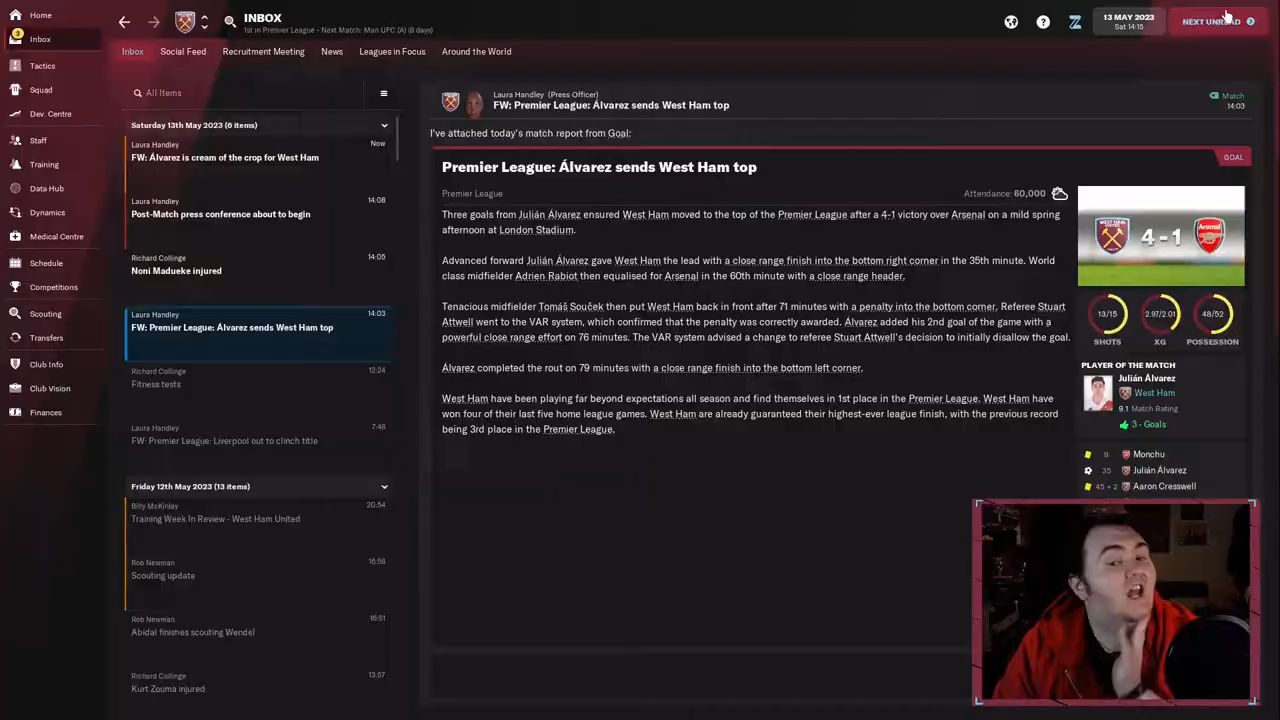 Home
3
Inbox
Tactics
Squad
Dev. Centre
Staff
Training
Data Hub
Dynamics
Medical Centre
Schedule
Competitions
Scouting
Transfers
Club Info
Club Vision
Finances
INBOX
1st in Premier League - Next Match: Man UFC (A) (8 days)
13 MAY 2023
Sat 14:15
NEXT UNREAD
Inbox
Social Feed
Recruitment Meeting
News
Leagues in Focus
Around the World
All Items
Saturday 13th May 2023 (6 items)
Laura Handley
Now
FW: Álvarez is cream of the crop for West Ham
Laura Handley
14:08
Post-Match press conference about to begin
Richard Collinge
14:05
Noni Madueke injured
Laura Handley
14:03
FW: Premier League: Álvarez sends West Ham top
Richard Collinge
12:24
Fitness tests
Laura Handley
7:48
FW: Premier League: Liverpool out to clinch title
Friday 12th May 2023 (13 items)
Billy McKinlay
20:54
Training Week In Review - West Ham United
Rob Newman
16:58
Scouting update
Rob Newman
16:51
Abidal finishes scouting Wendel
Richard Collinge
13:57
Kurt Zouma injured
Laura Handley (Press Officer)
FW: Premier League: Álvarez sends West Ham top
Match
14:03
I've attached today's match report from Goal:
GOAL
Premier League: Álvarez sends West Ham top
Premier League
Attendance: 60,000
Three goals from Julián Álvarez ensured West Ham moved to the top of the Premier League after a 4-1 victory over Arsenal on a mild spring
afternoon at London Stadium.
Advanced forward Julián Álvarez gave West Ham the lead with a close range finish into the bottom right corner in the 35th minute. World
class midfielder Adrien Rabiot then equalised for Arsenal in the 60th minute with a close range header.
Tenacious midfielder Tomáš Souček then put West Ham back in front after 71 minutes with a penalty into the bottom corner. Referee Stuart
Attwell went to the VAR system, which confirmed that the penalty was correctly awarded. Álvarez added his 2nd goal of the game with a
powerful close range effort on 76 minutes. The VAR system advised a change to referee Stuart Attwell's decision to initially disallow the goal.
Álvarez completed the rout on 79 minutes with a close range finish into the bottom left corner.
West Ham have been playing far beyond expectations all season and find themselves in 1st place in the Premier League. West Ham have
won four of their last five home league games. West Ham are already guaranteed their highest-ever league finish, with the previous record
being 3rd place in the Premier League.
4-1
Arsenal
13/15
2.97/2.01
48/52
SHOTS
XG
POSSESSION
PLAYER OF THE MATCH
Julián Álvarez
West Ham
9.1 Match Rating
3 - Goals
9 Monchu
35 Julián Álvarez
45 + 2 Aaron Cresswell